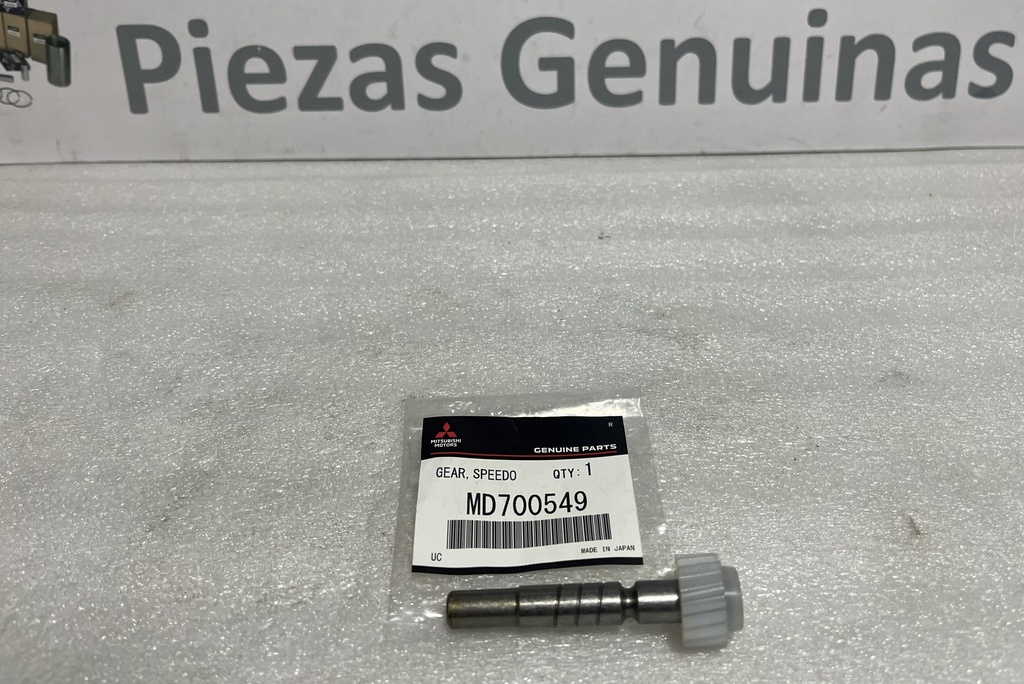 Piezas Genuinas
R
MITSUBISHI
MOTORS
GENUINE PARTS
GEAR, SPEEDO QTY: 1
MD700549
UC MADE IN JAPAN